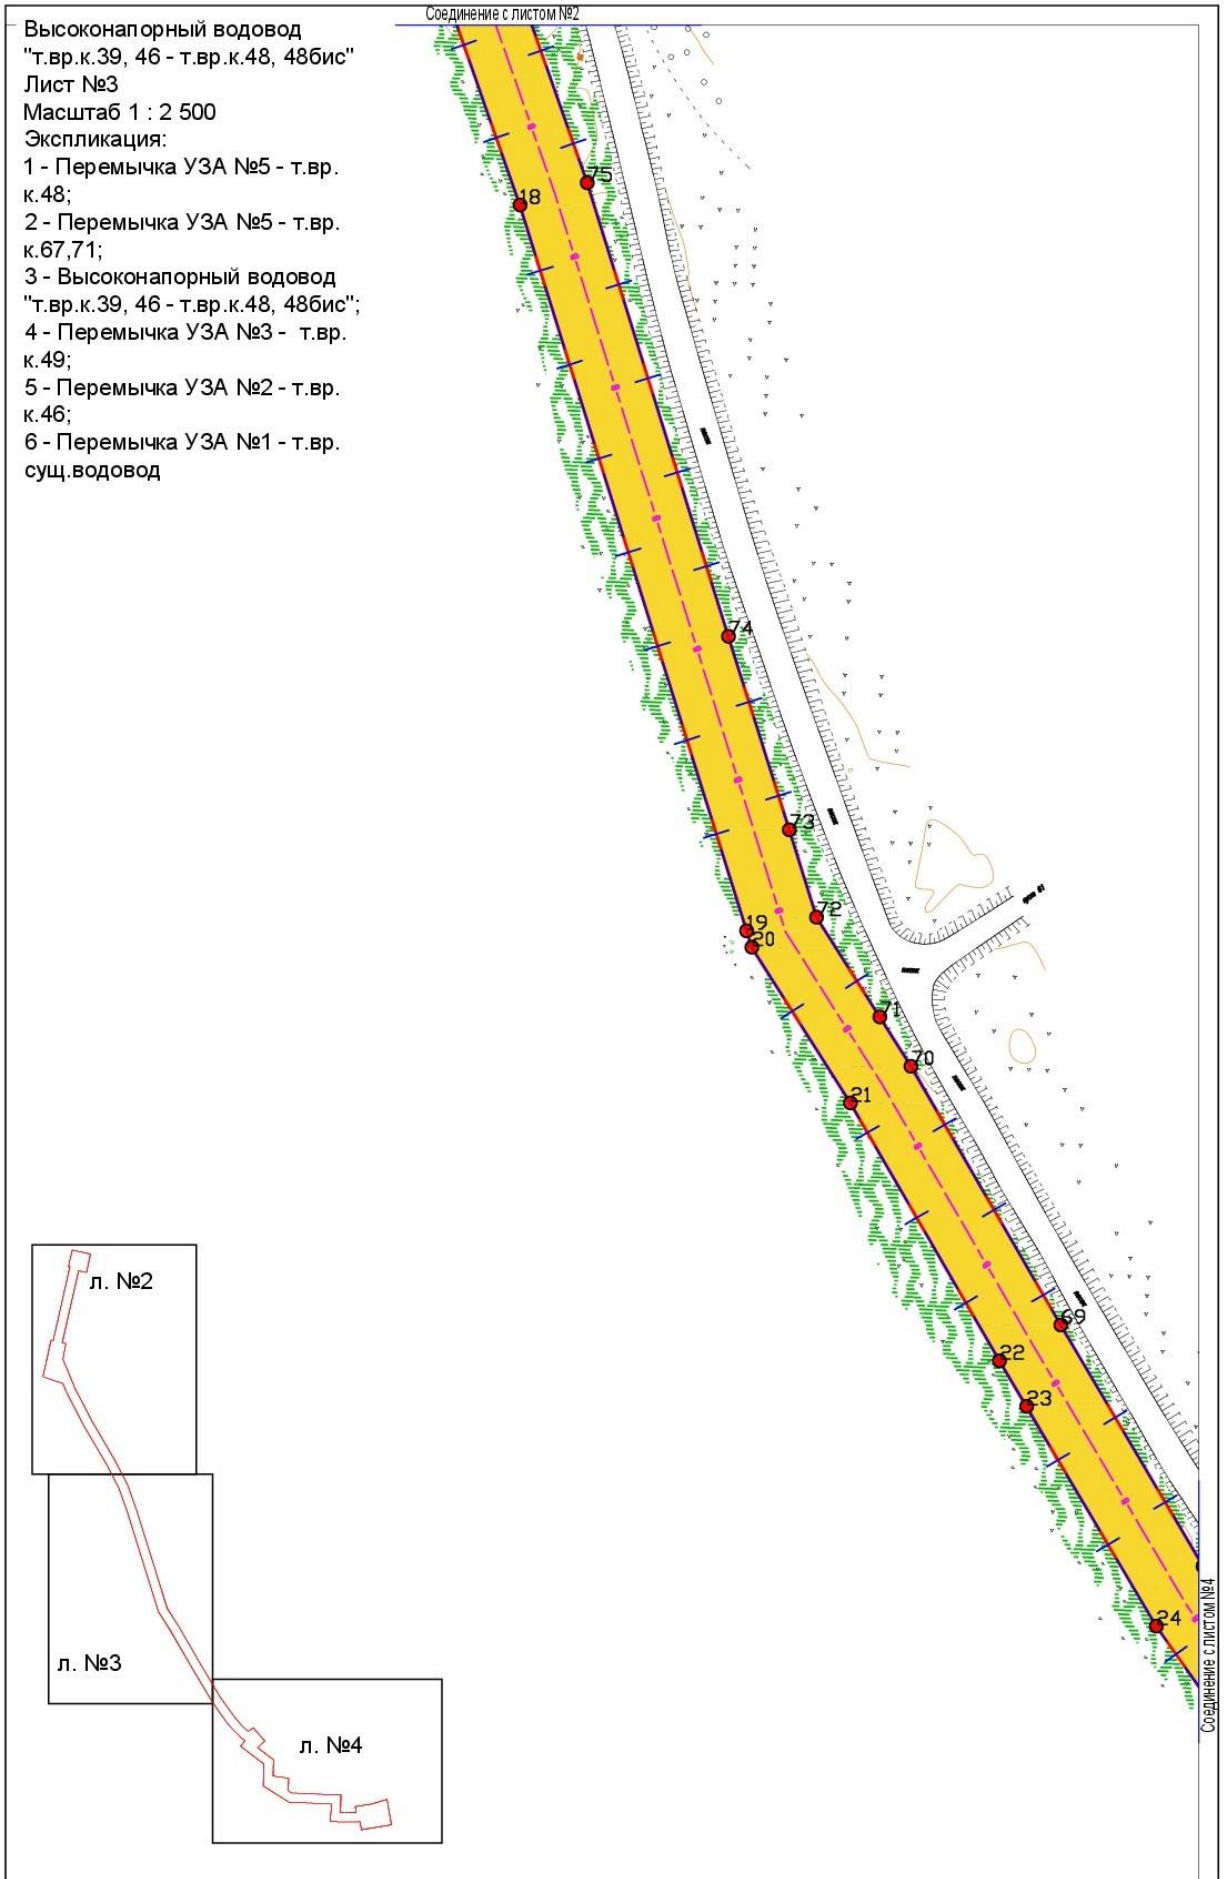 Соединение с листом №2
Высоконапорный водовод
"т.вр.к.39, 46 - т.вр.к.48, 48бис"
Лист №3
Масштаб 1 : 2 500
Экспликация:
1 - Перемычка УЗА №5 - т.вр.
к.48;
2 - Перемычка УЗА №5 - т.вр.
к.67,71;
3 - Высоконапорный водовод
"т.вр.к.39, 46 - т.вр.к.48, 48бис";
4 - Перемычка УЗА №3 - т.вр.
к.49;
5 - Перемычка УЗА №2 - т.вр.
к.46;
6 - Перемычка УЗА №1 - т.вр.
сущ.водовод
75
18
74
73
72
19
20
71
70
21
69
22
23
24
л. №2
л. №3
л. №4
Соединение с листом №4